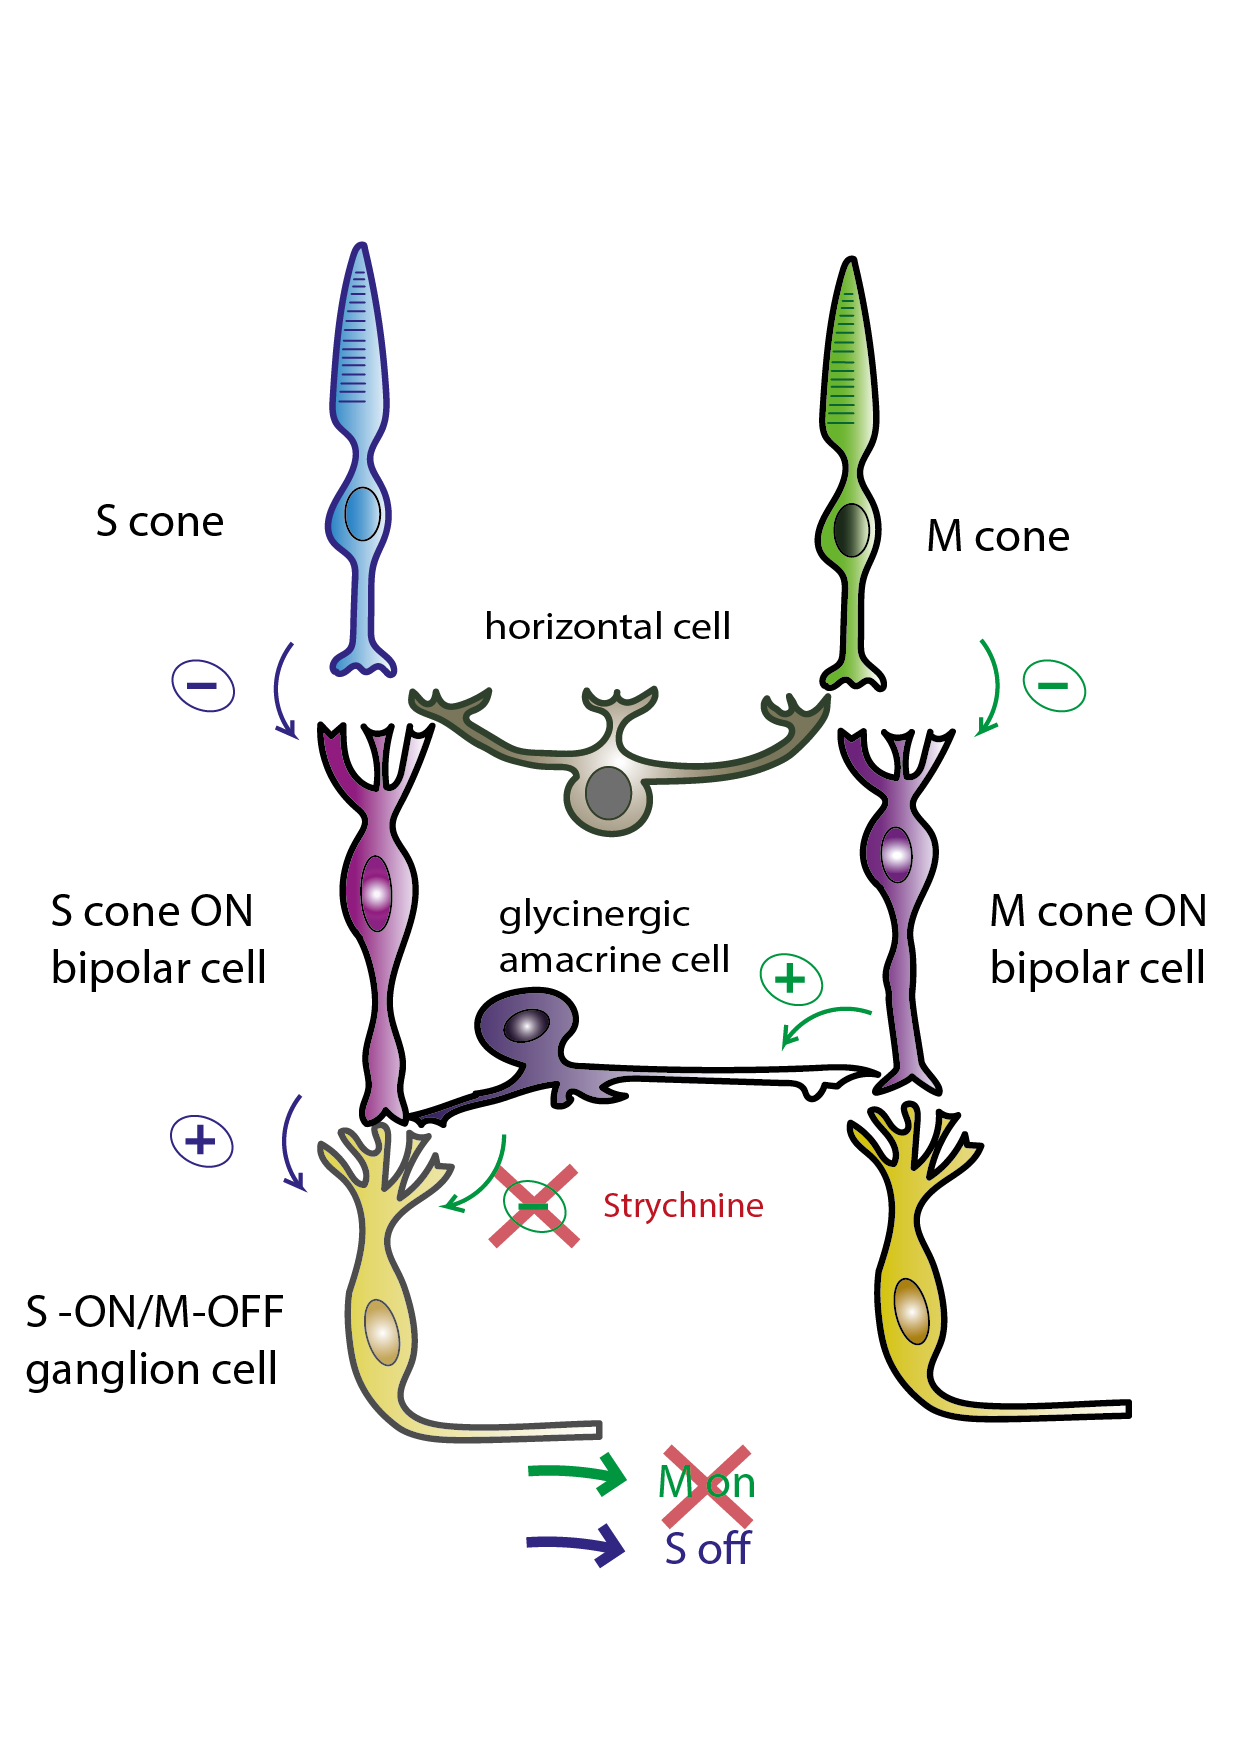 S cone
M cone
horizontal cell
−
−
S cone ON
bipolar cell
glycinergic
amacrine cell
M cone ON
bipolar cell
+
+
−
Strychnine
S -ON/M-OFF
ganglion cell
M on
S off